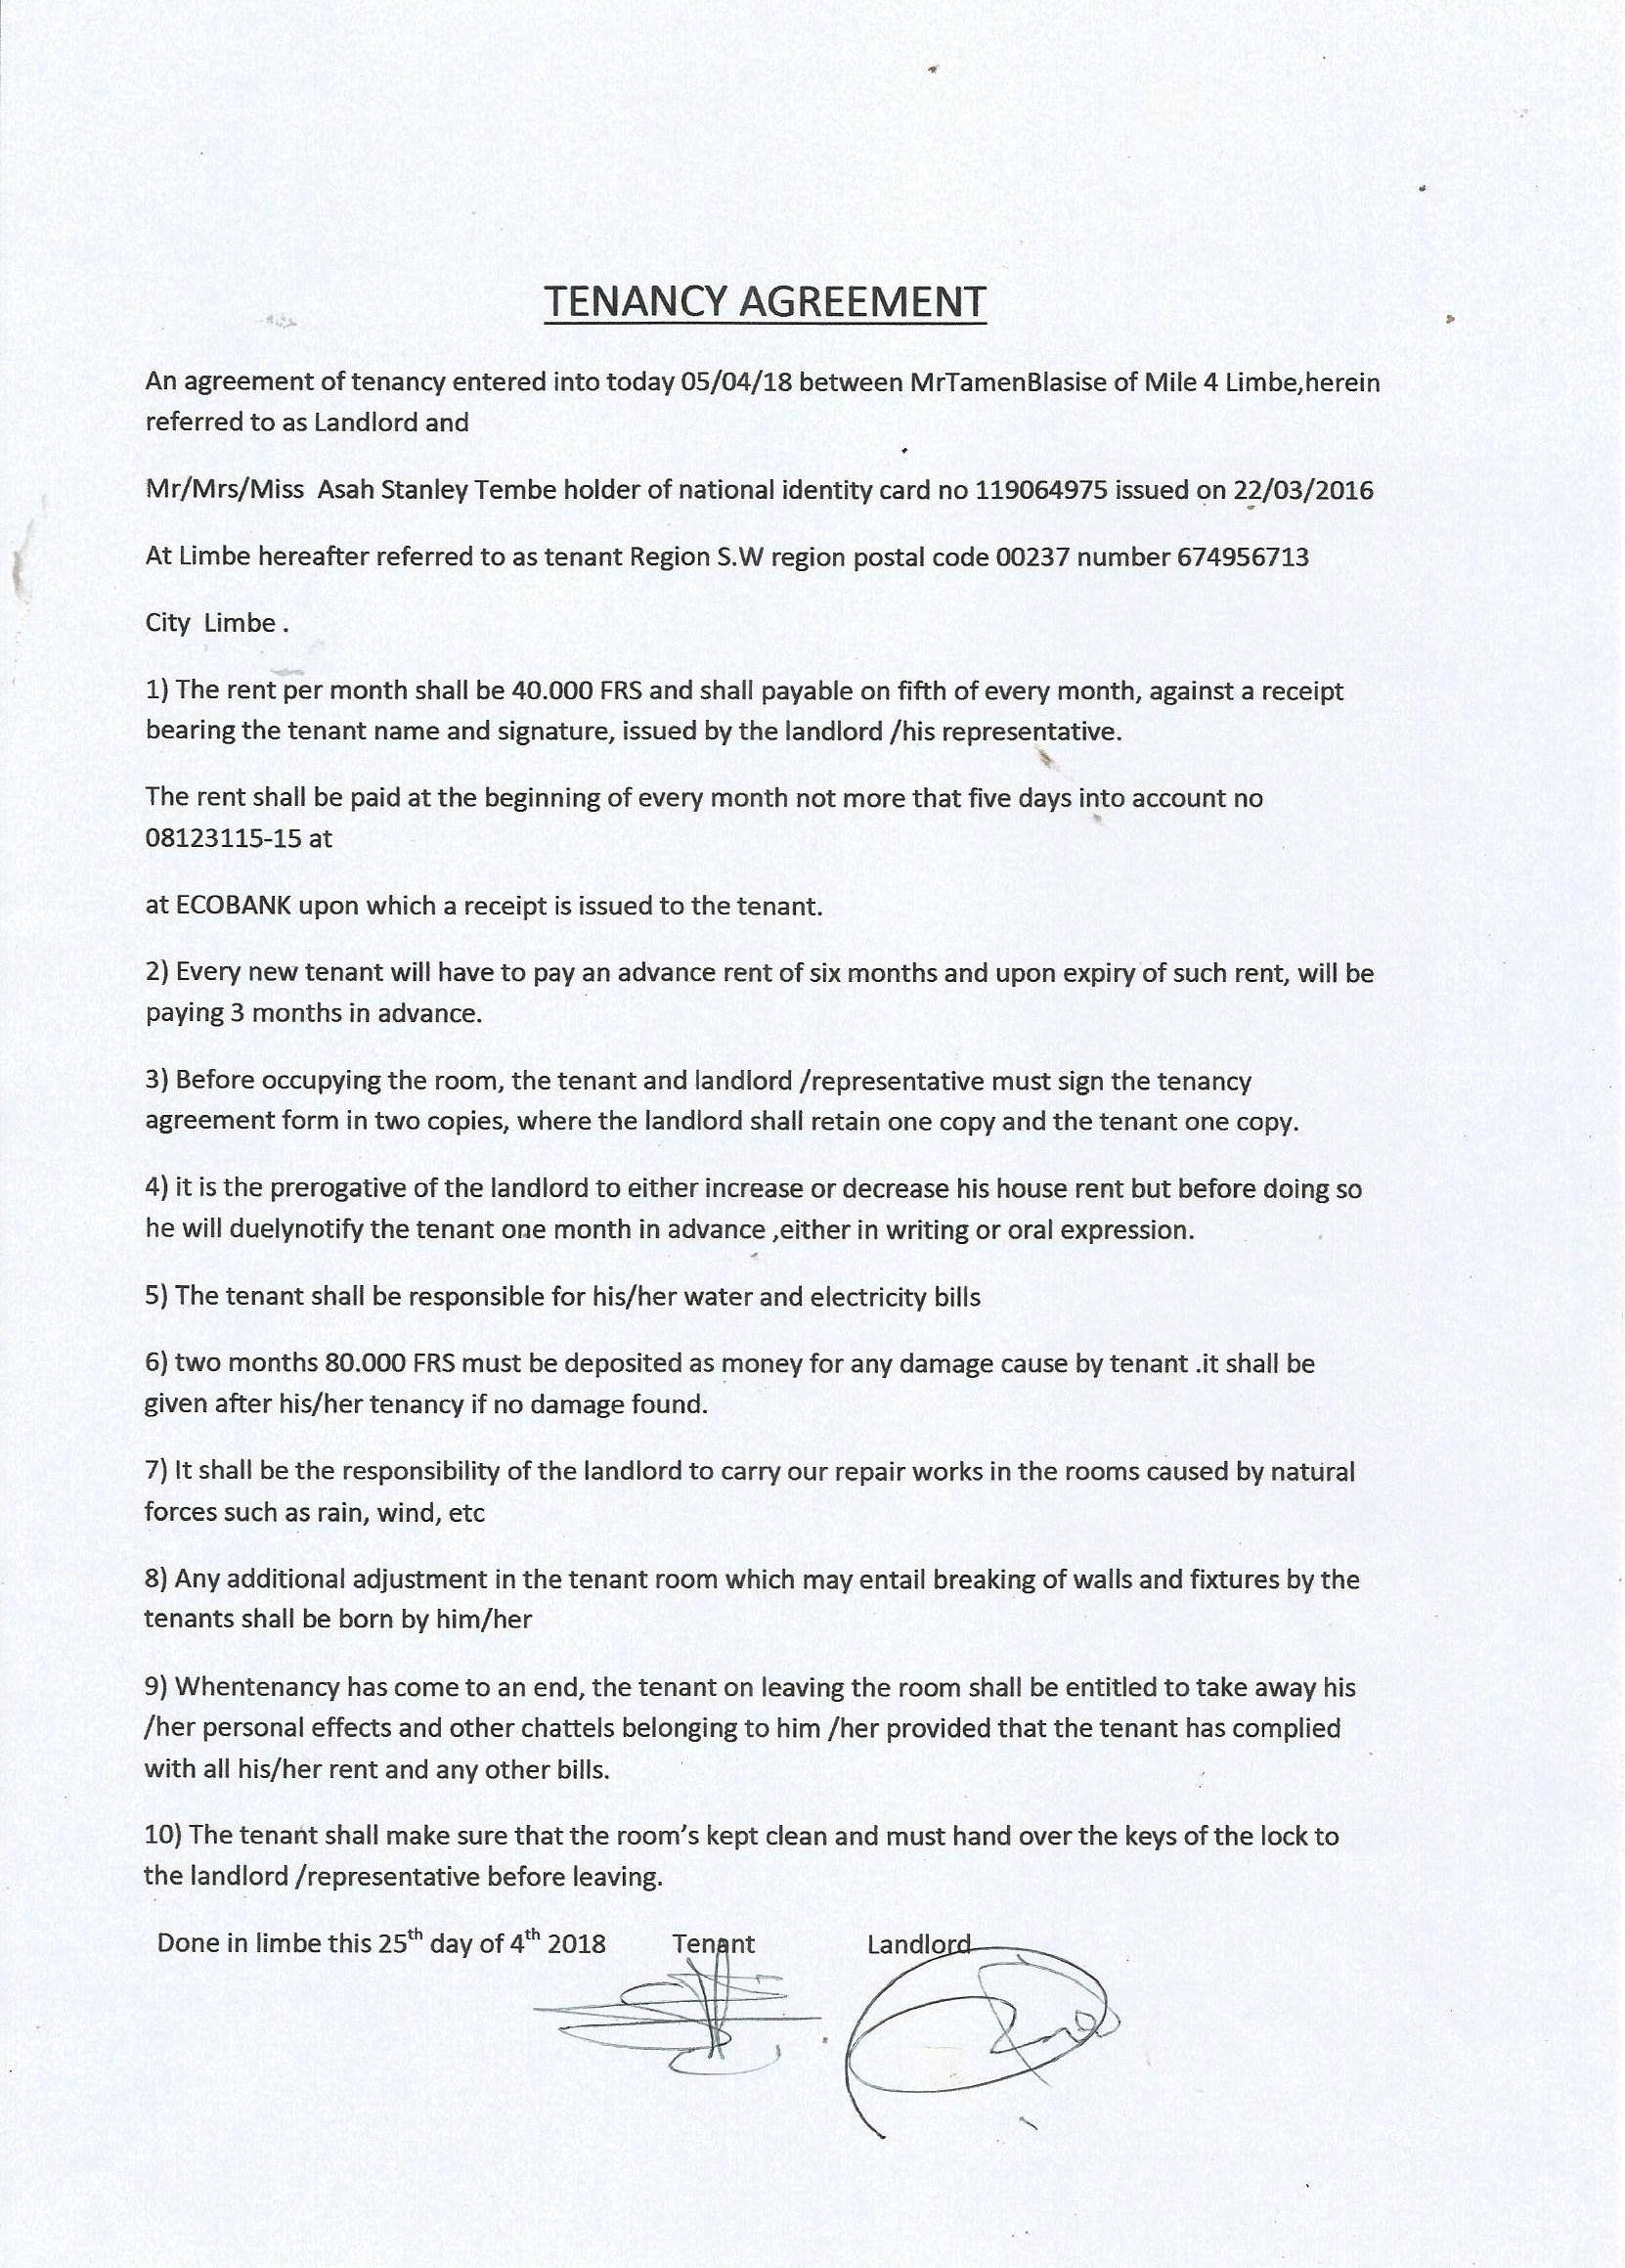 TENANCY AGREEMENT
An agreement of tenancy entered into today 05/04/18 between MrTamenBlasise of Mile 4 Limbe,herein
referred to as Landlord and
Mr/Mrs/Miss Asah Stanley Tembe holder of national identity card no 119064975 issued on 22/03/2016
At Limbe hereafter referred to as tenant Region S.W region postal code 00237 number 674956713
City Limbe .
1) The rent per month shall be 40.000 FRS and shall payable on fifth of every month, against a receipt
bearing the tenant name and signature, issued by the landlord /his representative.
The rent shall be paid at the beginning of every month not more that five days into account no
08123115-15 at
at ECOBANK upon which a receipt is issued to the tenant.
2) Every new tenant will have to pay an advance rent of six months and upon expiry of such rent, will be
paying 3 months in advance.
3) Before occupying the room, the tenant and landlord /representative must sign the tenancy
agreement form in two copies, where the landlord shall retain one copy and the tenant one copy.
4) it is the prerogative of the landlord to either increase or decrease his house rent but before doing so
he will duelynotify the tenant one month in advance ,either in writing or oral expression.
5) The tenant shall be responsible for his/her water and electricity bills
6) two months 80.000 FRS must be deposited as money for any damage cause by tenant .it shall be
given after his/her tenancy if no damage found.
7) It shall be the responsibility of the landlord to carry our repair works in the rooms caused by natural
forces such as rain, wind, etc
8) Any additional adjustment in the tenant room which may entail breaking of walls and fixtures by the
tenants shall be born by him/her
9) Whentenancy has come to an end, the tenant on leaving the room shall be entitled to take away his
/her personal effects and other chattels belonging to him /her provided that the tenant has complied
with all his/her rent and any other bills.
10) The tenant shall make sure that the room's kept clean and must hand over the keys of the lock to
the landlord /representative before leaving.
Done in limbe this 25th day of 4th 2018 Tenant Landlord